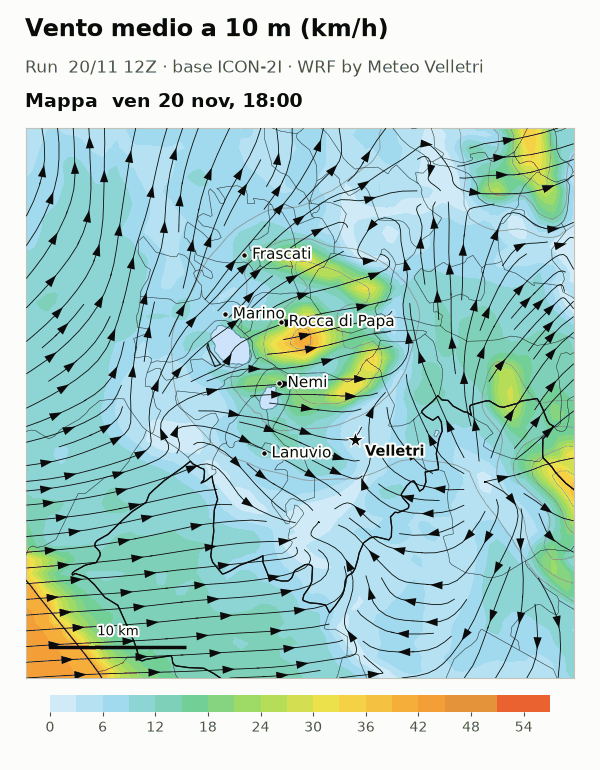 Vento medio a 10 m (km/h)
Run 20/11 12Z · base ICON-2I · WRF by Meteo Velletri
Mappa ven 20 nov, 18:00
Frascati
Marino
Rocca di Papa
Nemi
Velletri
Lanuvio
10 km
0 6 12 18 24 30 36 42 48 54